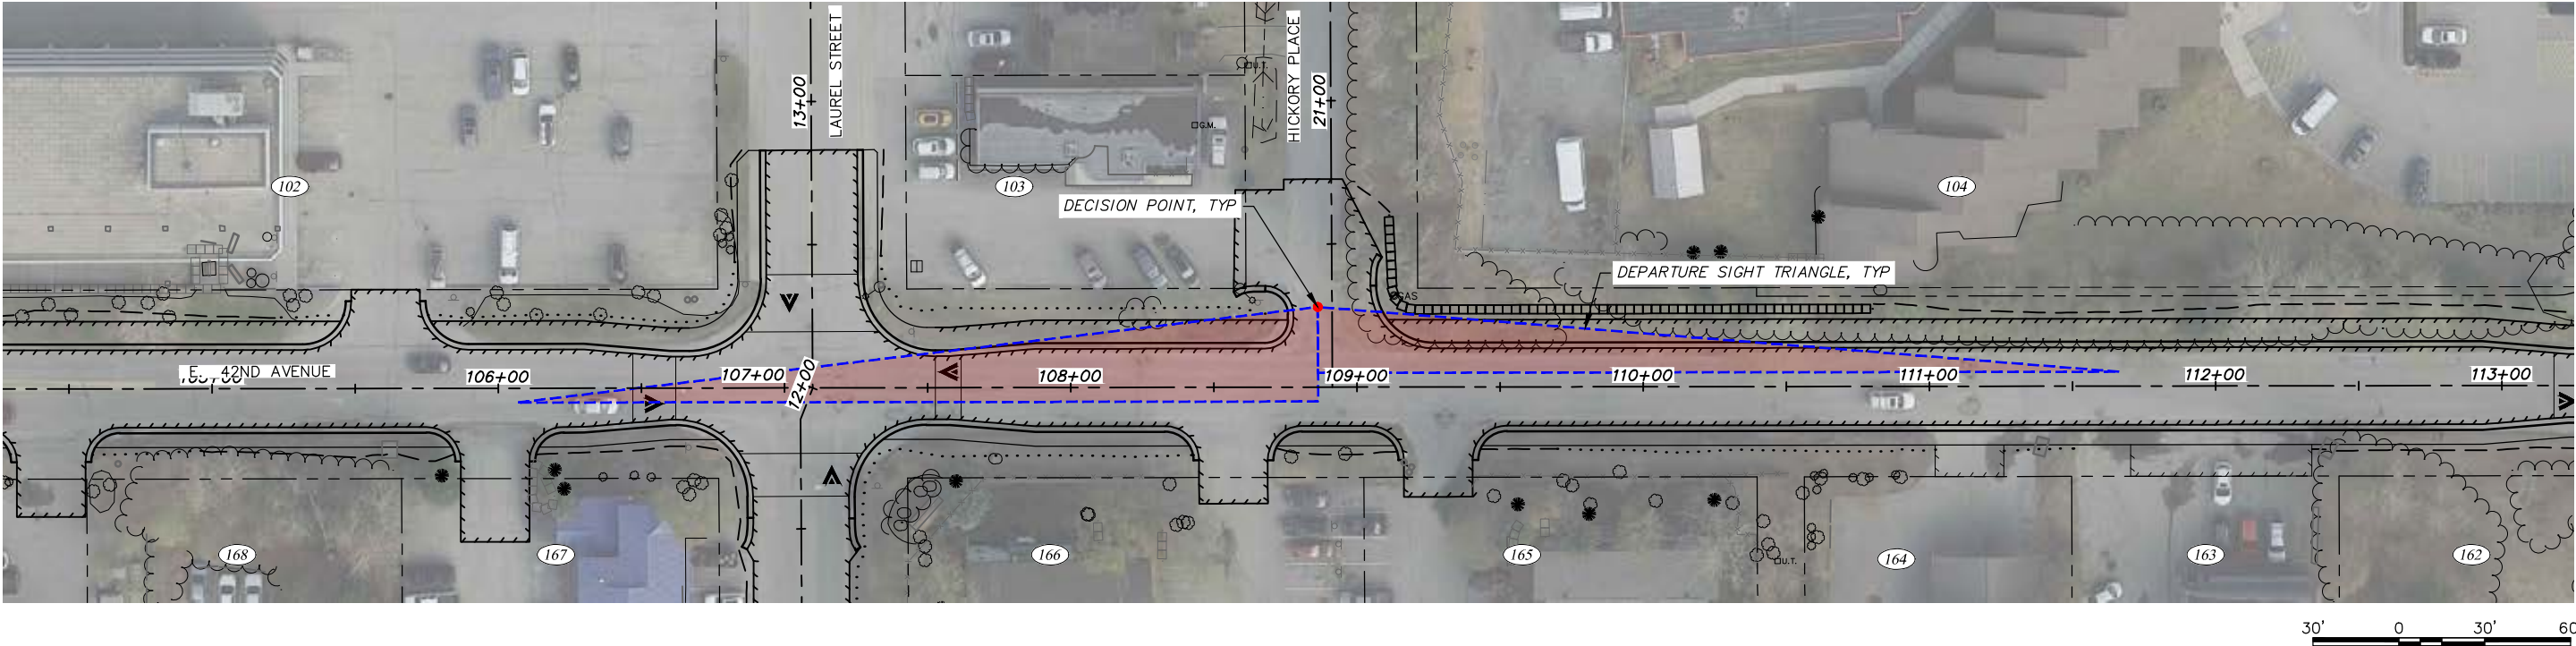 LAUREL STREET
13+00
HICKORY PLACE
21+00
U.T.
G.M.
102
103
104
DECISION POINT, TYP
DEPARTURE SIGHT TRIANGLE, TYP
GAS
E. 42ND AVENUE
106+00
107+00
12+00
108+00
109+00
110+00
111+00
112+00
113+00
168
167
166
165
164
163
162
U.T.
30' 0 30' 60